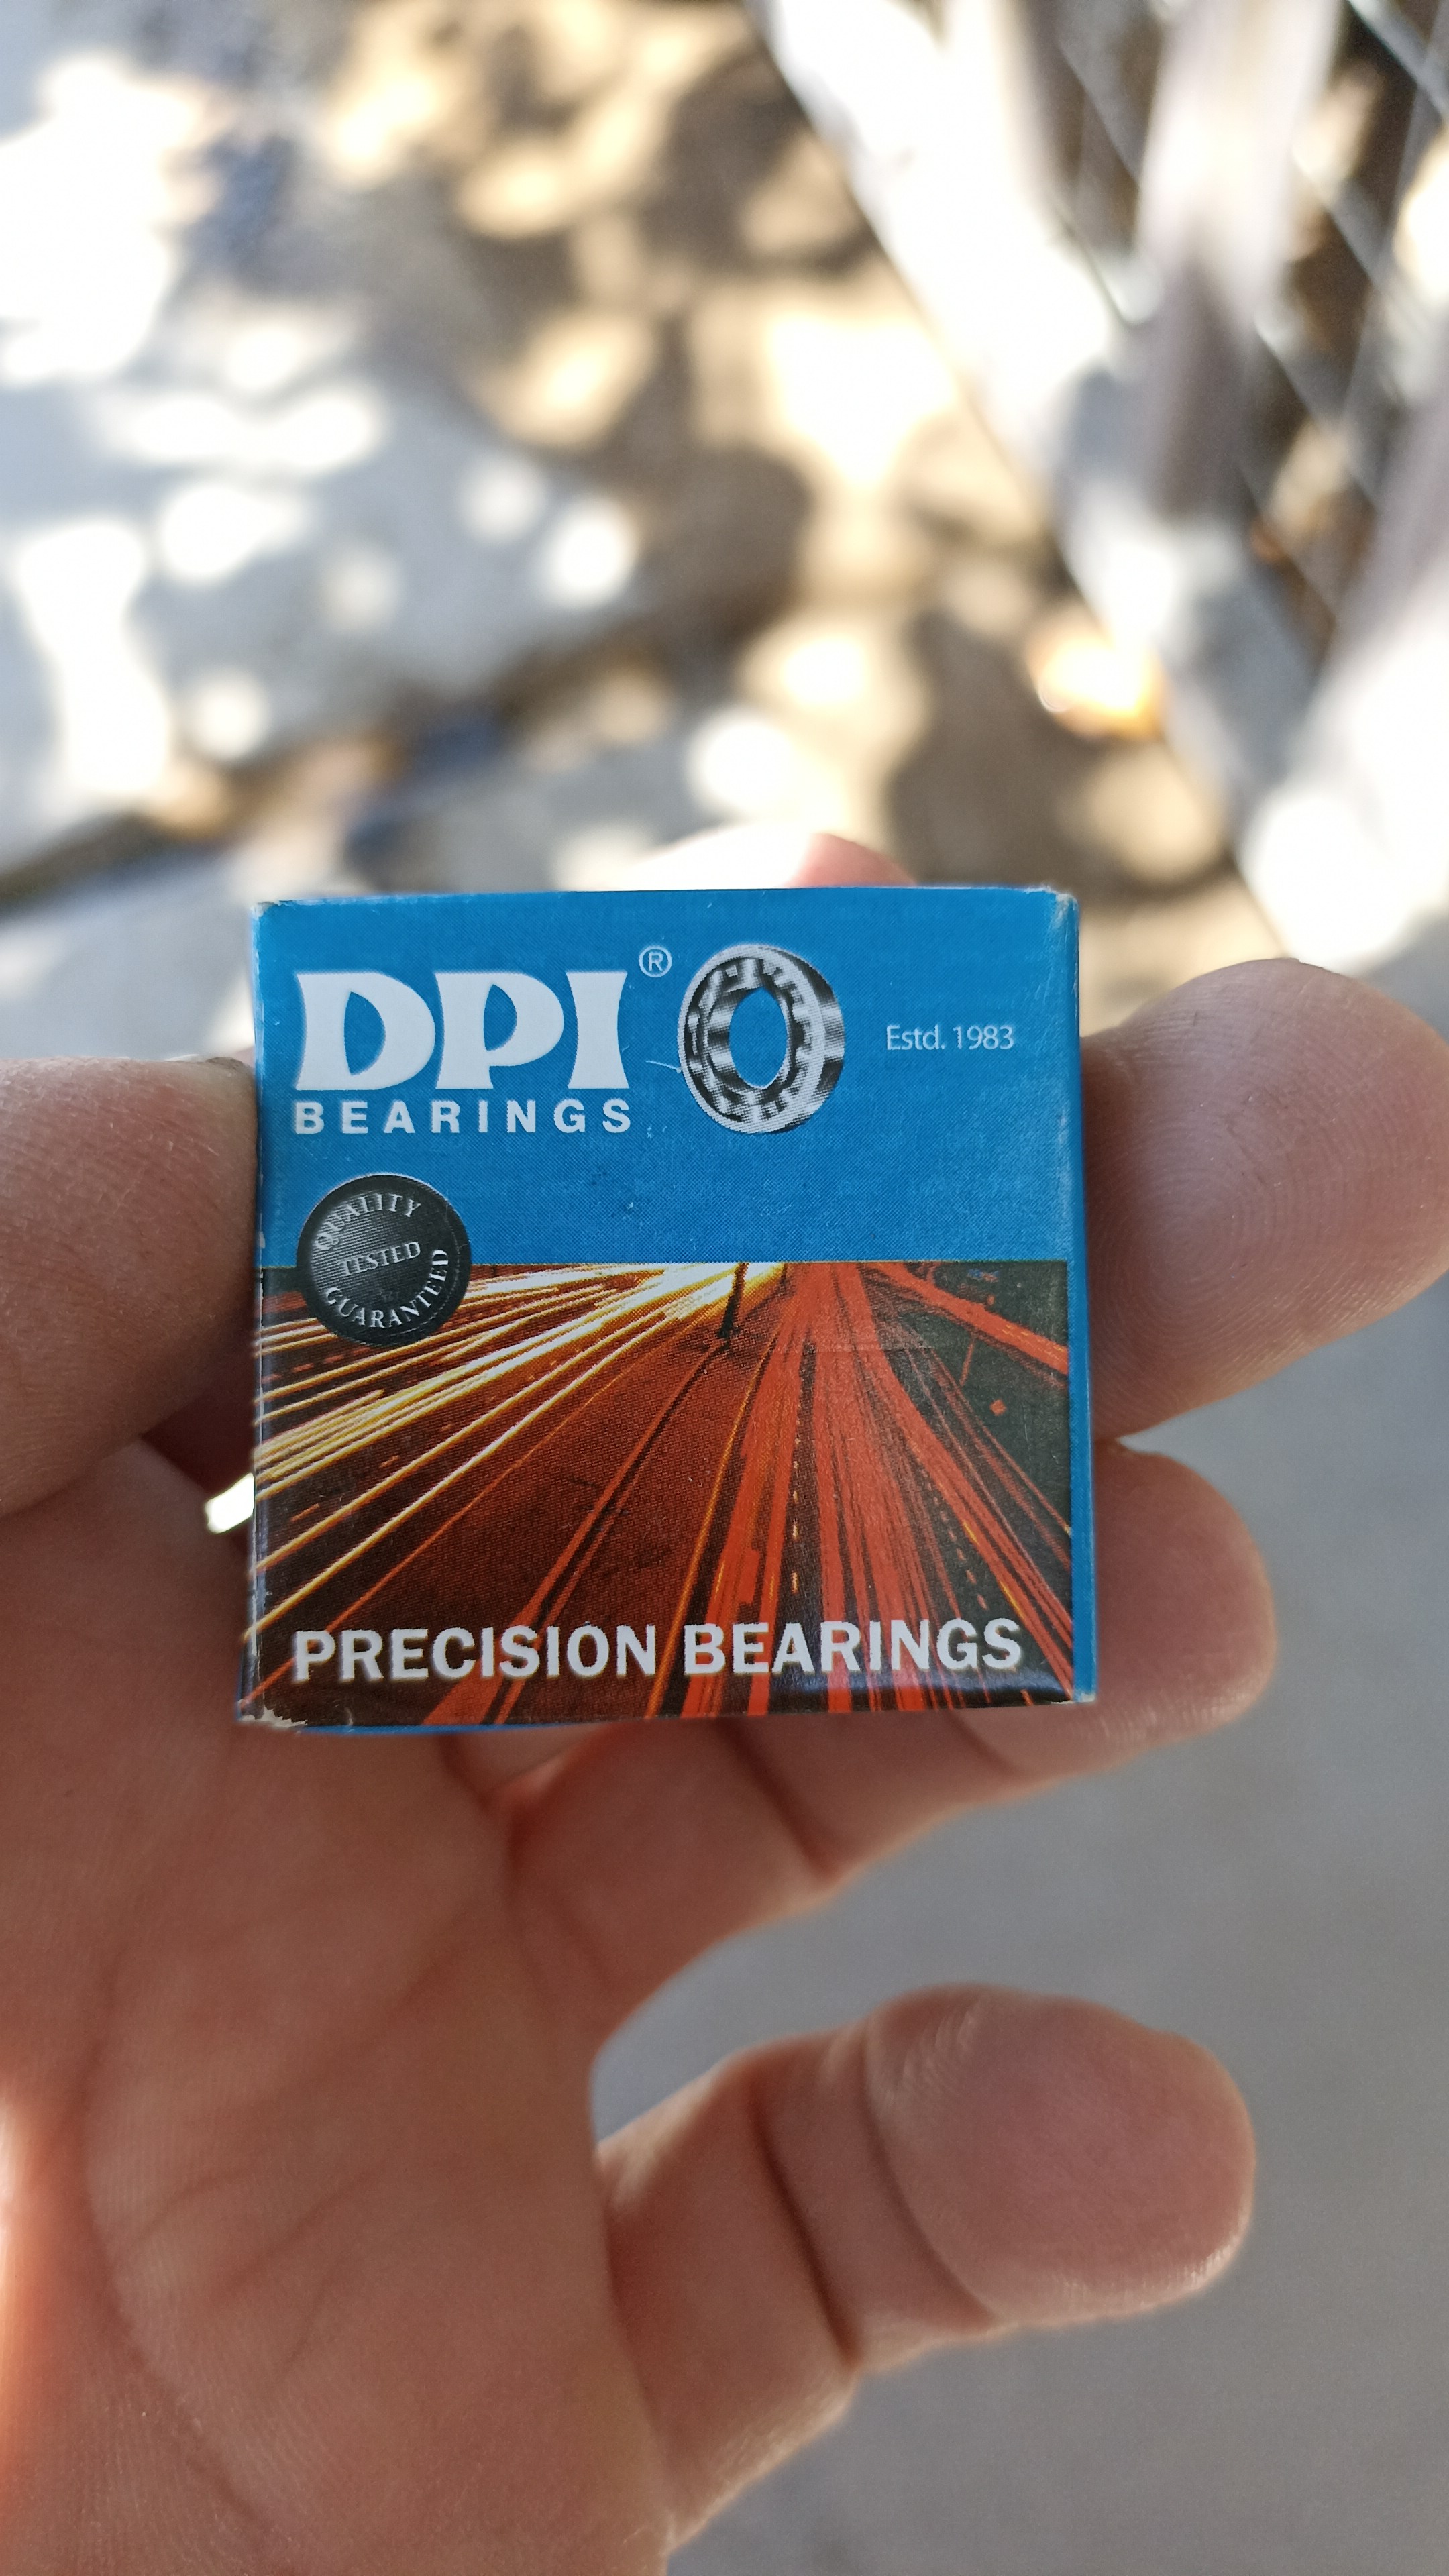 DPI®
BEARINGS
Estd. 1983
QUALITY
TESTED
GUARANTEED
PRECISION BEARINGS